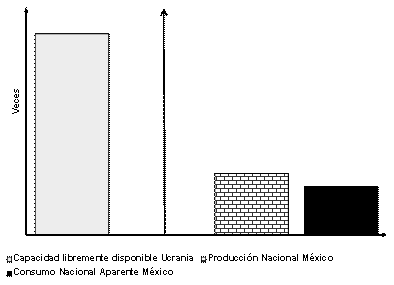 Veces
Capacidad libremente disponible Ucrania Producción Nacional México
Consumo Nacional Aparente México